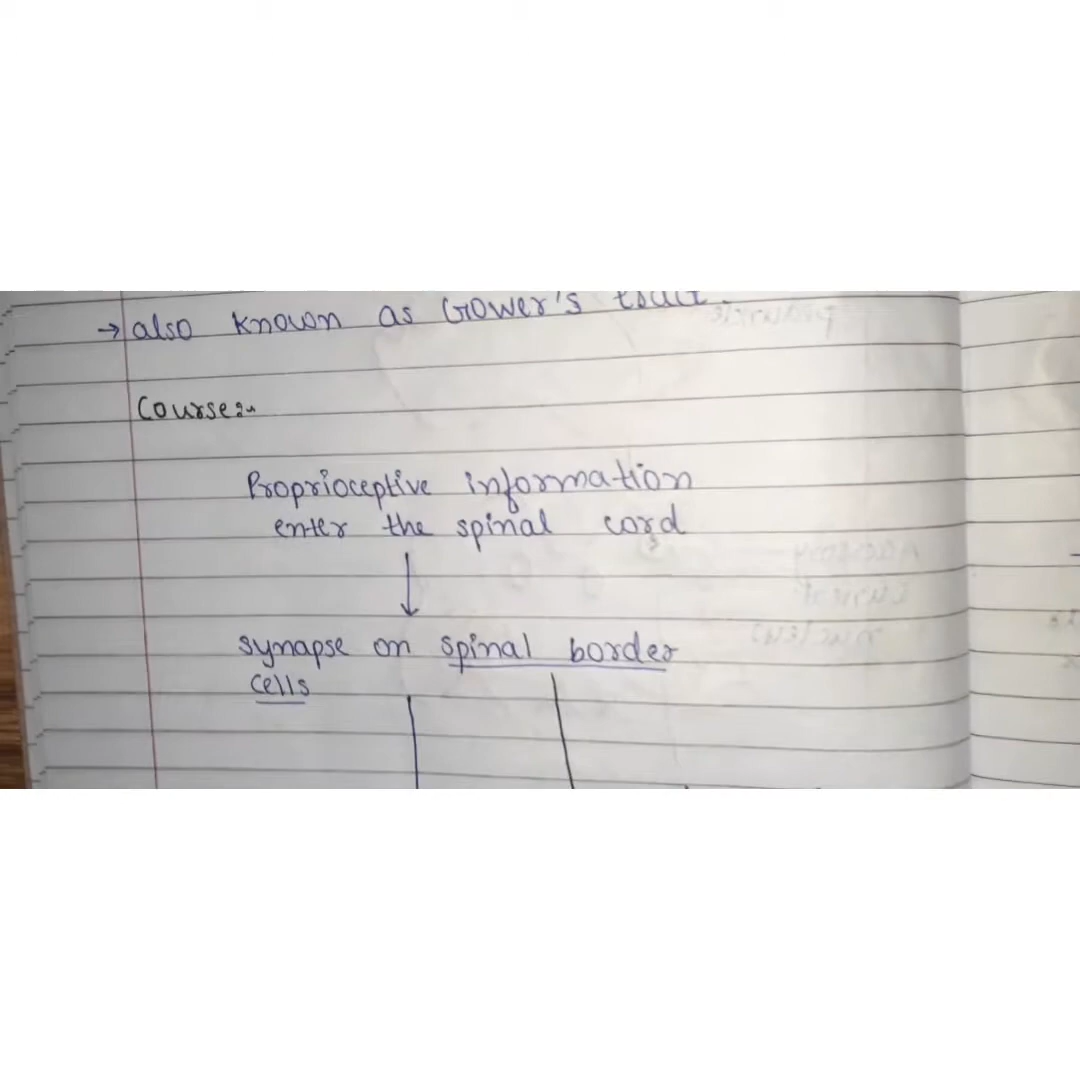 → also known as Gower's tract.
Course:-
Proprioceptive information
enter the spinal cord
synapse on spinal border
cells